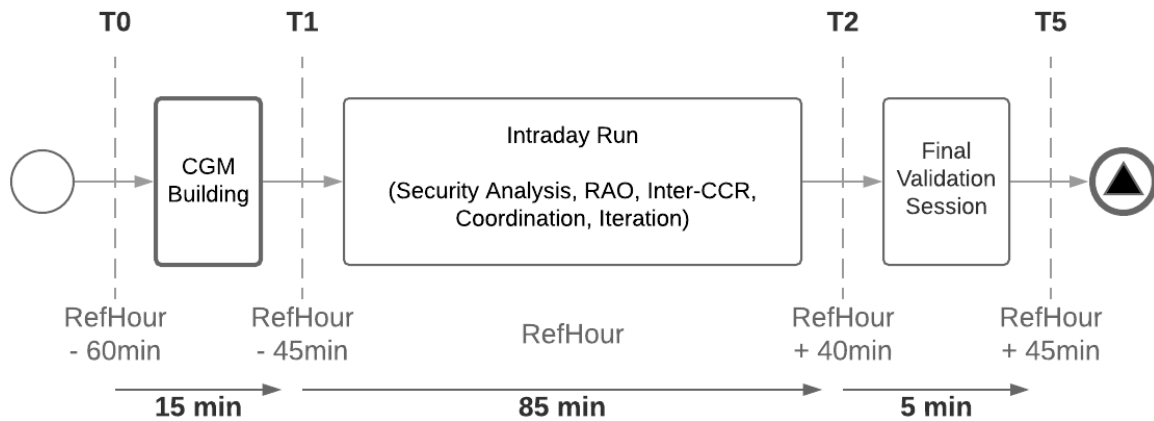 T0
T1
T2
T5
CGM
Building
Intraday Run
(Security Analysis, RAO, Inter-CCR,
Coordination, Iteration)
Final
Validation
Session
RefHour
- 60min
RefHour
- 45min
RefHour
RefHour
+ 40min
RefHour
+ 45min
15 min
85 min
5 min